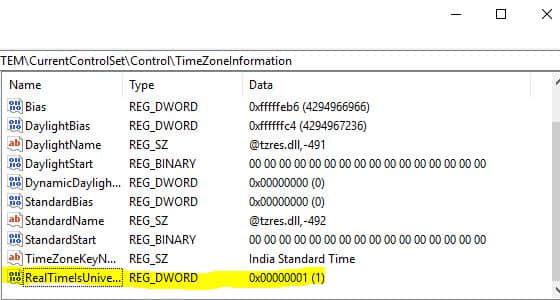 TEM\CurrentControlSet\Control\TimeZoneInformation
Name Type Data
Bias REG_DWORD 0xfffffeb6 (4294966966)
DaylightBias REG_DWORD 0xffffffc4 (4294967236)
DaylightName REG_SZ @tzres.dll,-491
DaylightStart REG_BINARY 00 00 00 00 00 00 00 00 00 00 00 00 00 00 00 00
DynamicDayligh... REG_DWORD 0x00000000 (0)
StandardBias REG_DWORD 0x00000000 (0)
StandardName REG_SZ @tzres.dll,-492
StandardStart REG_BINARY 00 00 00 00 00 00 00 00 00 00 00 00 00 00 00 00
TimeZoneKeyN... REG_SZ India Standard Time
RealTimeIsUnive... REG_DWORD 0x00000001 (1)